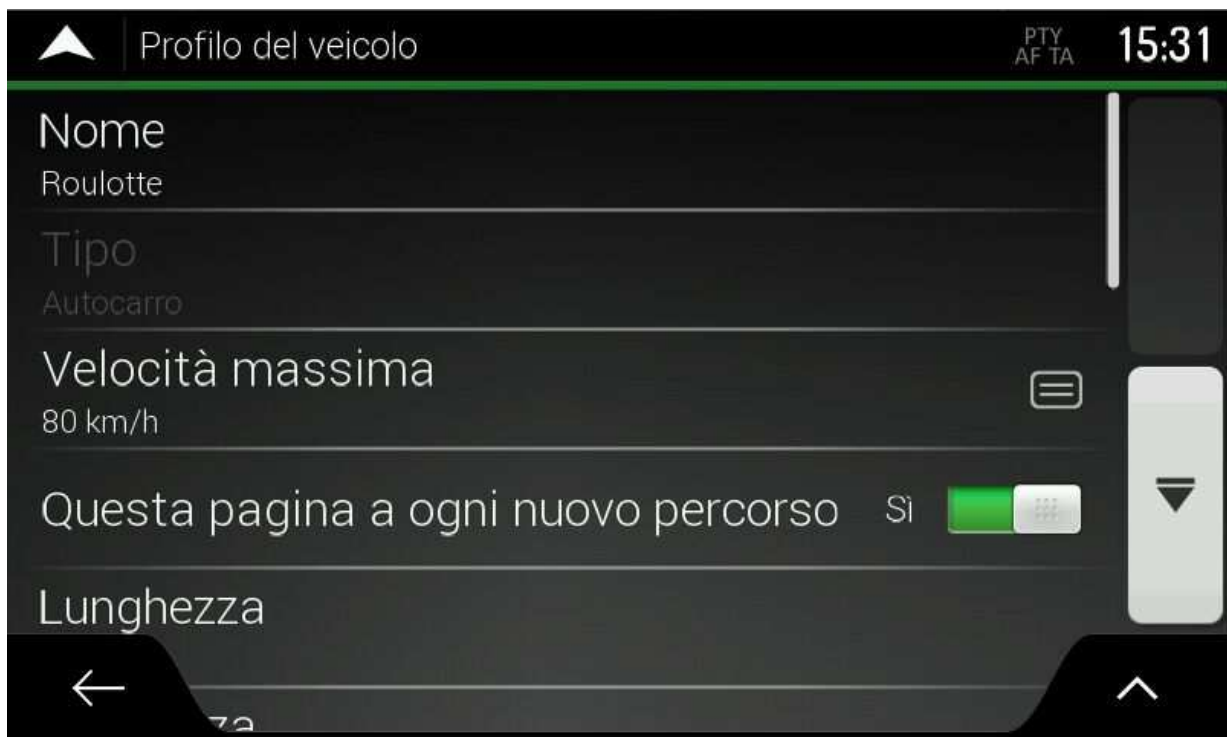 Profilo del veicolo
PTY
AF TA
15:31
Nome
Roulotte
Tipo
Autocarro
Velocità massima
80 km/h
Questa pagina a ogni nuovo percorso Sì
Lunghezza